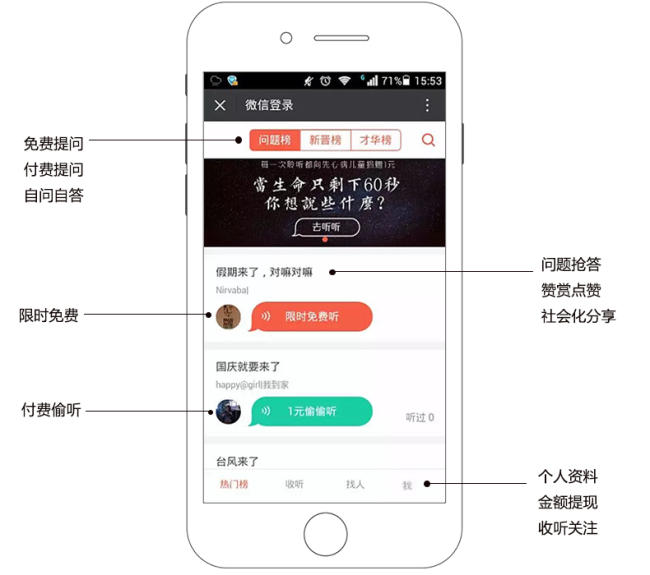 71% 15:53
微信登录
免费提问
付费提问
自问自答
问题榜 新晋榜 才华榜
每一次聆听都向先心病儿童捐赠1元
當生命只剩下60秒
你想說些什麼？
去听听
假期来了，对嘛对嘛
Nirvabal
问题抢答
赞赏点赞
社会化分享
限时免费
限时免费听
国庆就要来了
happy@girl|找到家
付费偷听
1元偷偷听
听过 0
台风来了
热门榜 收听 找人 我
个人资料
金额提现
收听关注